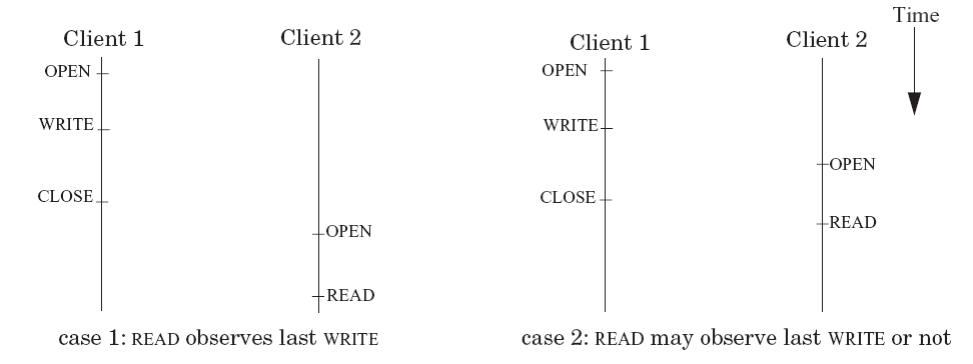 Time
Client 1
Client 2
OPEN
WRITE
CLOSE
OPEN
READ
case 1: READ observes last WRITE
Client 1
Client 2
OPEN
WRITE
OPEN
CLOSE
READ
case 2: READ may observe last WRITE or not